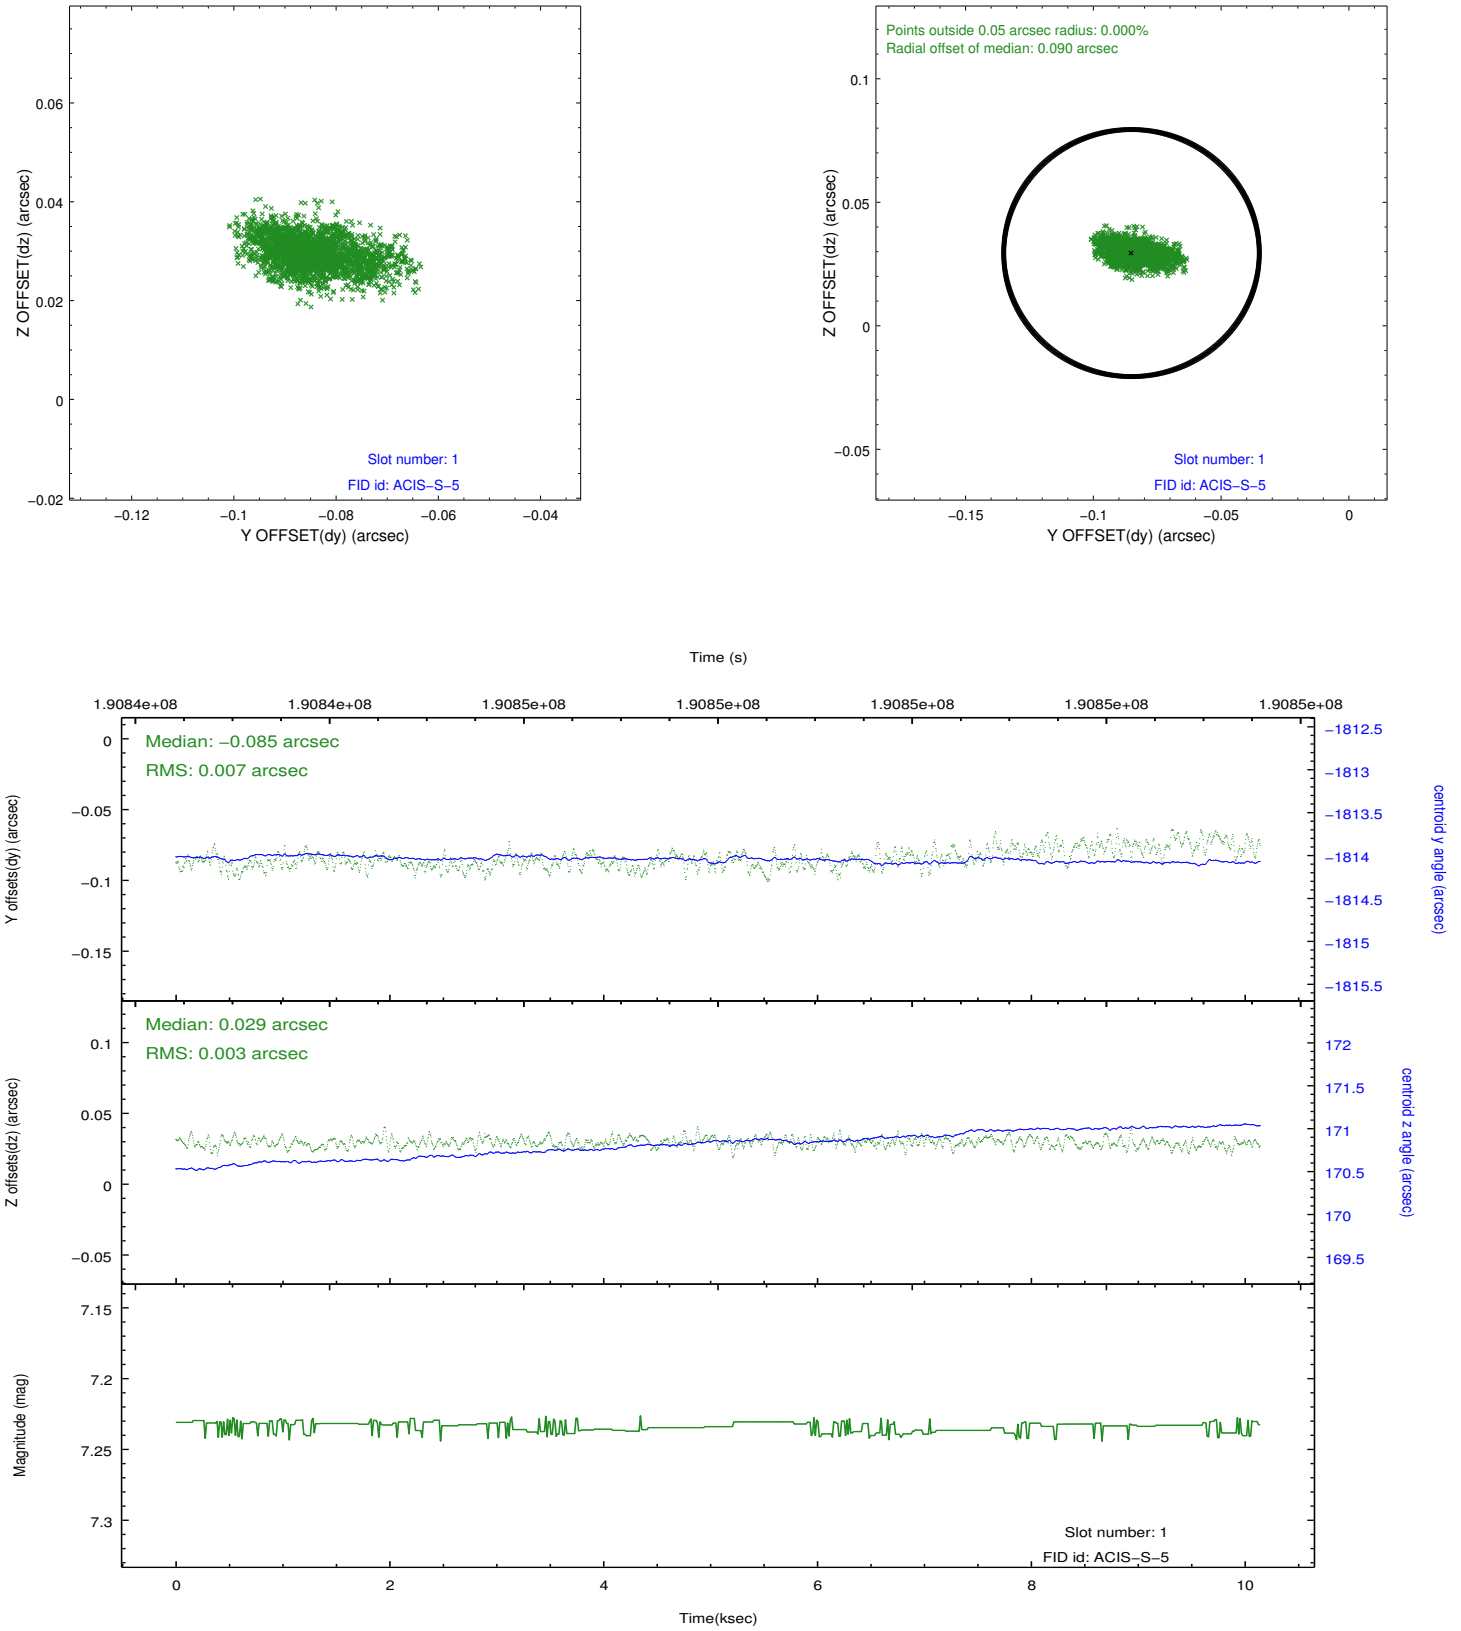 0.06
0.04
0.02
0
−0.02
−0.12
−0.1
−0.08
−0.06
−0.04
Z OFFSET(dz) (arcsec)
Y OFFSET(dy) (arcsec)
Slot number: 1
FID id: ACIS−S−5
Points outside 0.05 arcsec radius: 0.000%
Radial offset of median: 0.090 arcsec
0.1
0.05
0
−0.05
−0.15
−0.1
−0.05
0
Z OFFSET(dz) (arcsec)
Y OFFSET(dy) (arcsec)
Slot number: 1
FID id: ACIS−S−5
Time (s)
1.9084e+08
1.9084e+08
1.9085e+08
1.9085e+08
1.9085e+08
1.9085e+08
1.9085e+08
Median: −0.085 arcsec
RMS: 0.007 arcsec
0
−0.05
−0.1
−0.15
Y offsets(dy) (arcsec)
−1812.5
−1813
−1813.5
−1814
−1814.5
−1815
−1815.5
centroid y angle (arcsec)
Median: 0.029 arcsec
RMS: 0.003 arcsec
0.1
0.05
0
−0.05
Z offsets(dz) (arcsec)
172
171.5
171
170.5
170
169.5
centroid z angle (arcsec)
7.15
7.2
7.25
7.3
Magnitude (mag)
Slot number: 1
FID id: ACIS−S−5
0
2
4
6
8
10
Time(ksec)